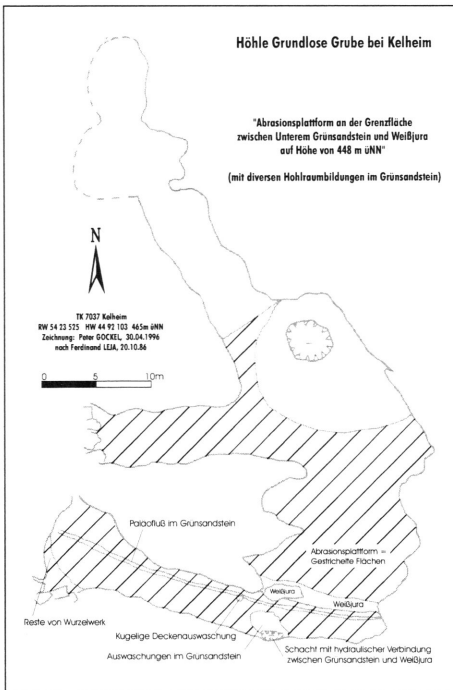 Höhle Grundlose Grube bei Kelheim
"Abrasionsplattform an der Grenzfläche
zwischen Unterem Grünsandstein und Weißjura
auf Höhe von 448 m üNN"
(mit diversen Hohlraumbildungen im Grünsandstein)
N
TK 7037 Kelheim
RW 54 23 525 HW 44 92 103 465m üNN
Zeichnung: Peter GOCKEL, 30.04.1996
nach Ferdinand LEJA, 20.10.86
0 5 10m
Paläofluß im Grünsandstein
Abrasionsplattform =
Gestrichelte Flächen
Weißjura
Weißjura
Reste von Wurzelwerk
Kugelige Deckenauswaschung
Auswaschungen im Grünsandstein
Schacht mit hydraulischer Verbindung
zwischen Grünsandstein und Weißjura